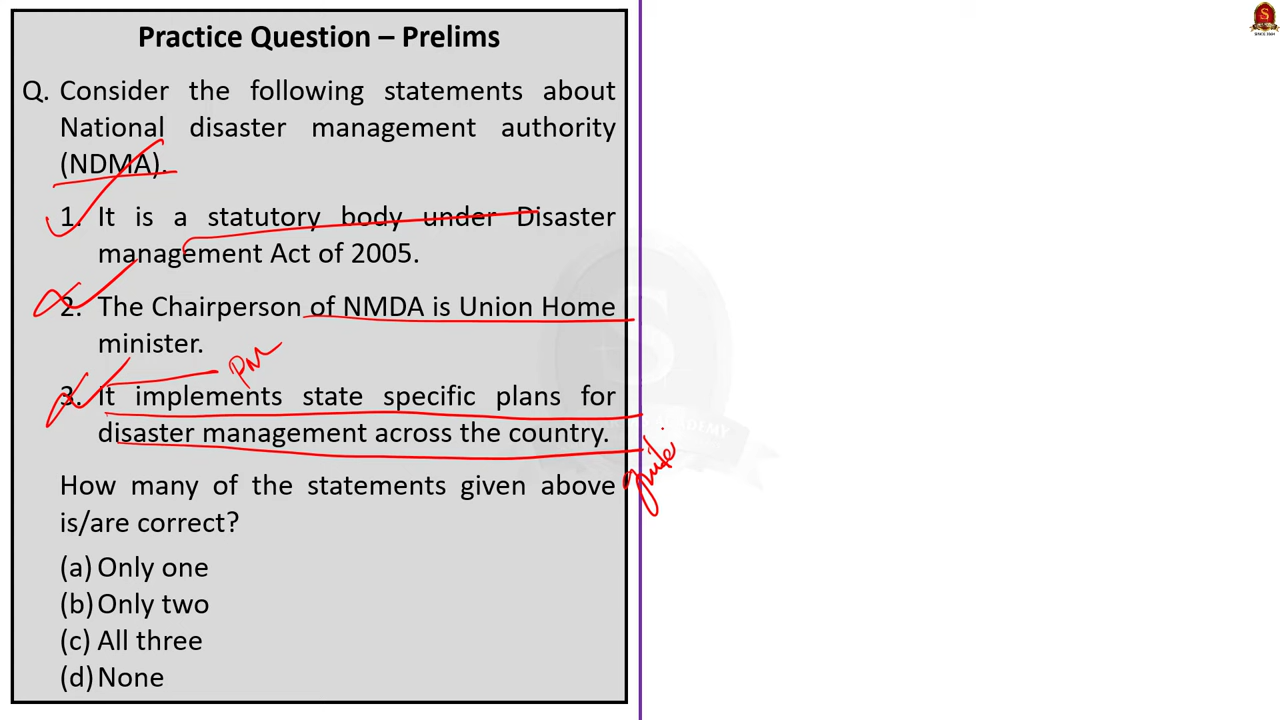 Practice Question – Prelims
Q. Consider the following statements about
National disaster management authority
(NDMA).
1. It is a statutory body under Disaster
management Act of 2005.
2. The Chairperson of NMDA is Union Home
minister.
PM
3. It implements state specific plans for
disaster management across the country.
guide
How many of the statements given above
is/are correct?
(a) Only one
(b) Only two
(c) All three
(d) None